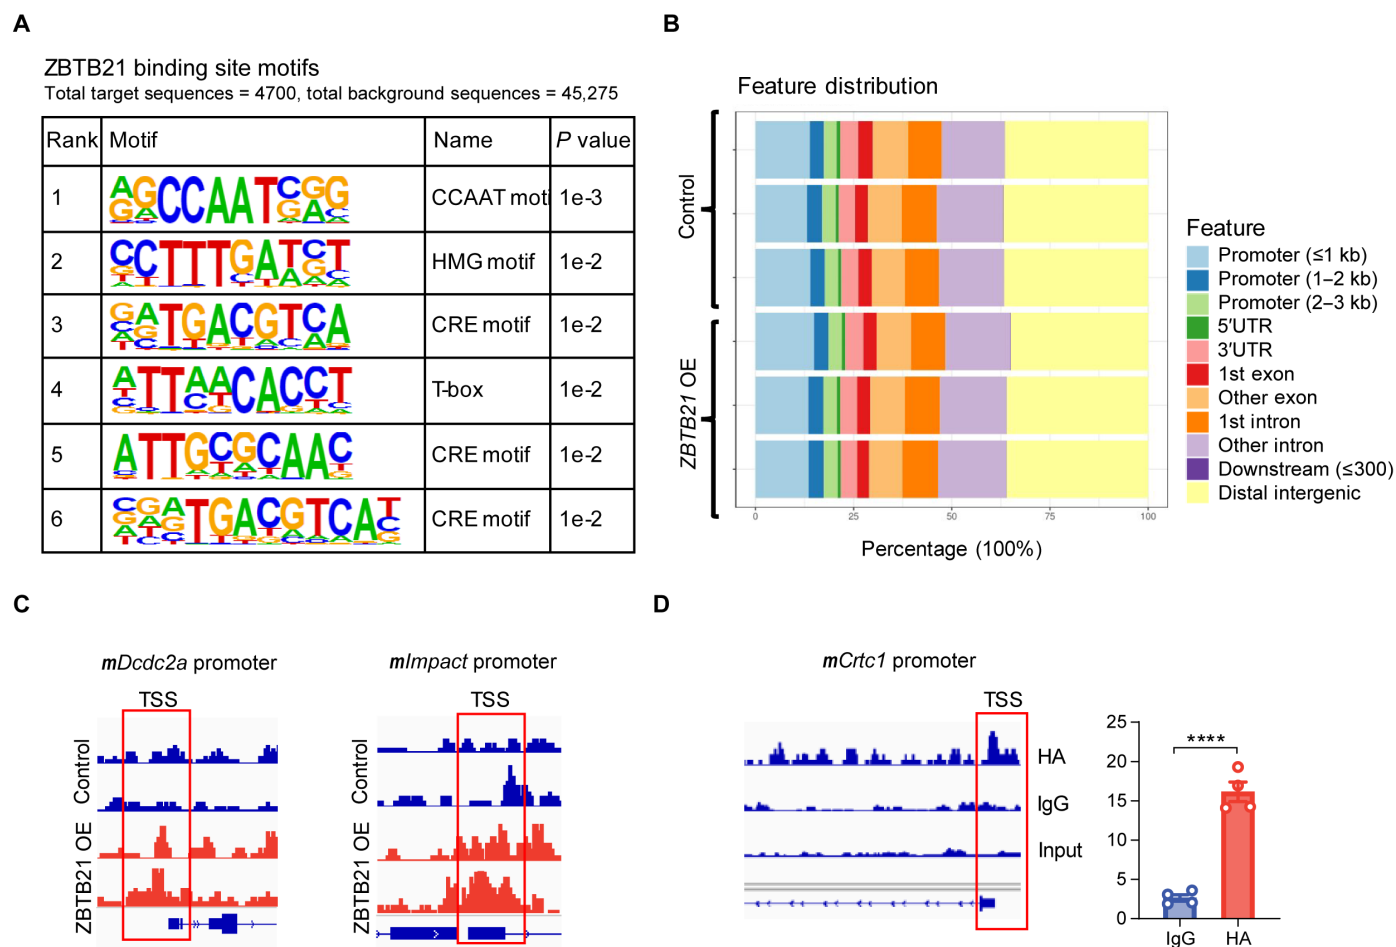 A
ZBTB21 binding site motifs
Total target sequences = 4700, total background sequences = 45,275
Rank Motif Name P value
1 CCAAT moti 1e-3
2 HMG motif 1e-2
3 CRE motif 1e-2
4 T-box 1e-2
5 CRE motif 1e-2
6 CRE motif 1e-2
B
Feature distribution
Control
ZBTB21 OE
0 25 50 75 100
Percentage (100%)
Feature
Promoter (≤1 kb)
Promoter (1–2 kb)
Promoter (2–3 kb)
5′UTR
3′UTR
1st exon
Other exon
1st intron
Other intron
Downstream (≤300)
Distal intergenic
C
mDcdc2a promoter
TSS
Control
ZBTB21 OE
mImpact promoter
TSS
Control
ZBTB21 OE
D
mCrtc1 promoter
TSS
HA
IgG
Input
25
20
15
10
5
0
****
IgG HA